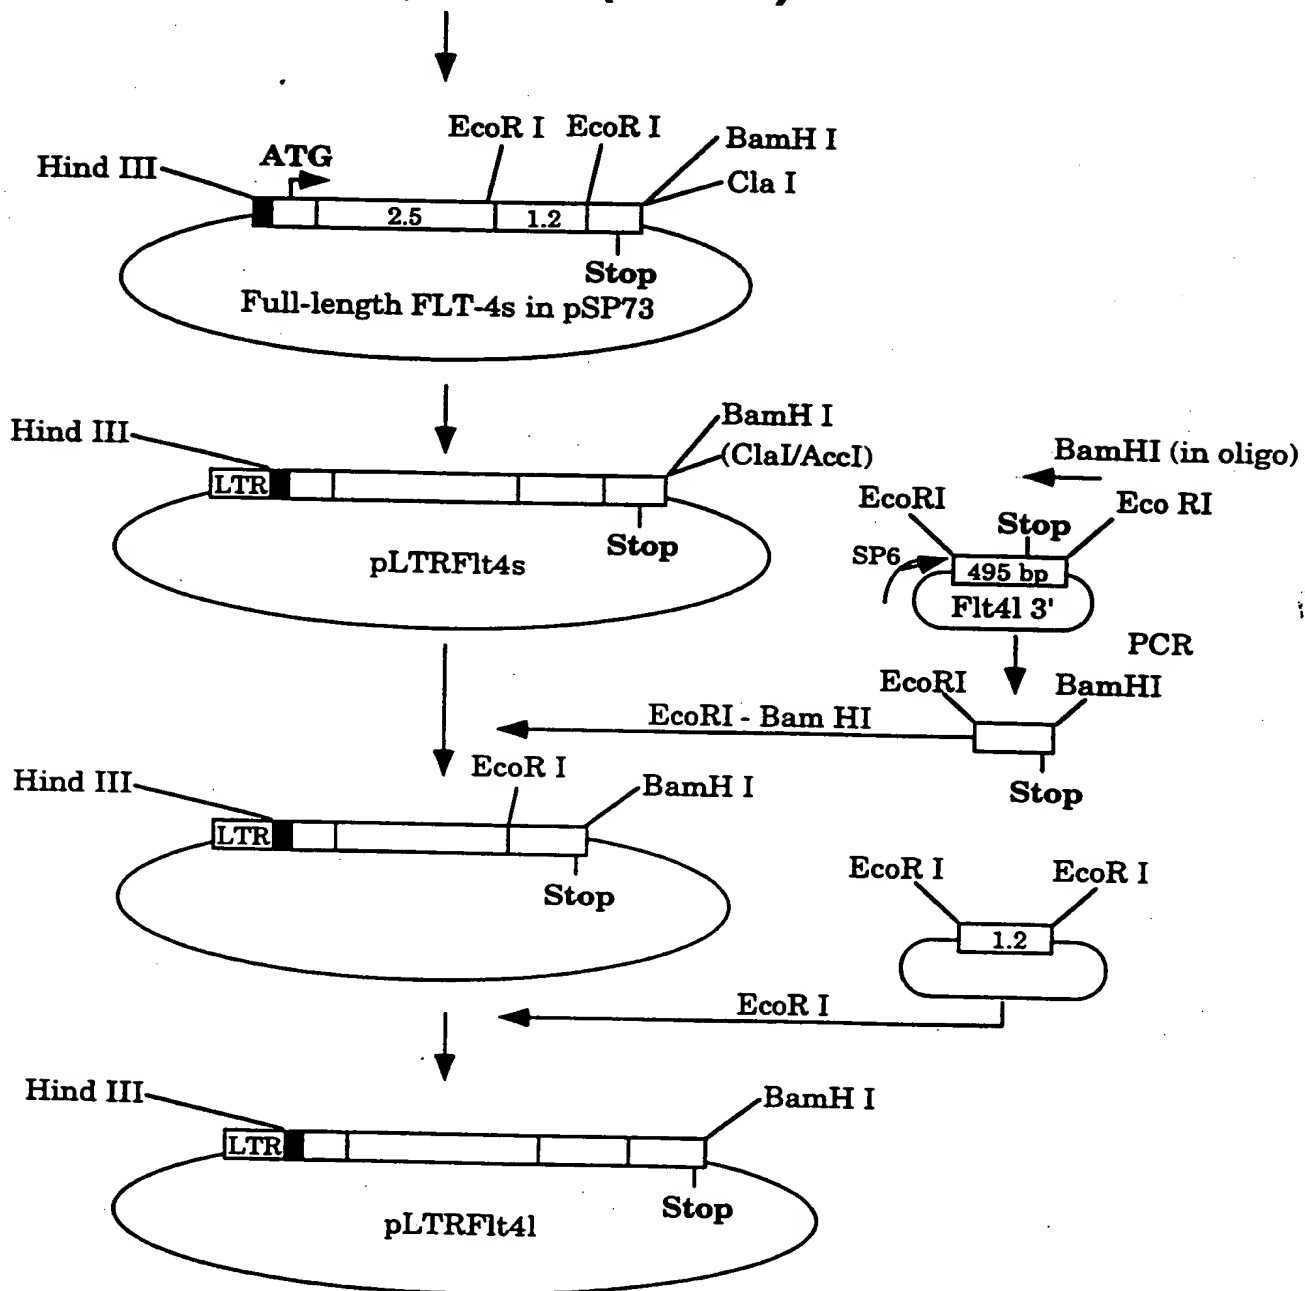 EcoR I EcoR I
BamH I
Hind III
ATG
Cla I
2.5 1.2
Stop
Full-length FLT-4s in pSP73
Hind III
BamH I
(ClaI/AccI)
LTR
Stop
pLTRFlt4s
BamHI (in oligo)
EcoRI
Eco RI
Stop
SP6
495 bp
Flt4l 3'
PCR
EcoRI
BamHI
EcoRI - Bam HI
Stop
Hind III
EcoR I
BamH I
LTR
Stop
EcoR I
EcoR I
1.2
EcoR I
Hind III
BamH I
LTR
Stop
pLTRFlt4l